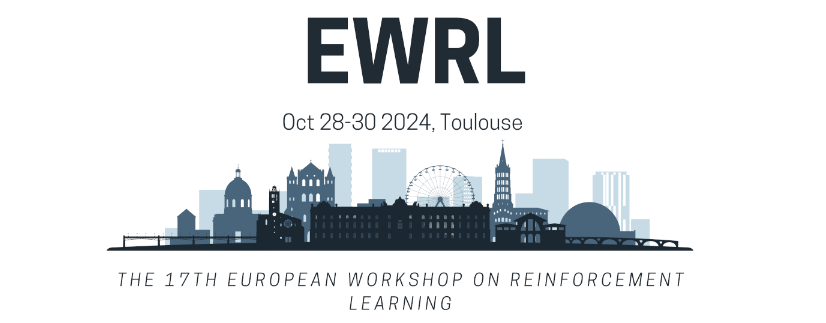 EWRL
Oct 28-30 2024, Toulouse
THE 17TH EUROPEAN WORKSHOP ON REINFORCEMENT
LEARNING